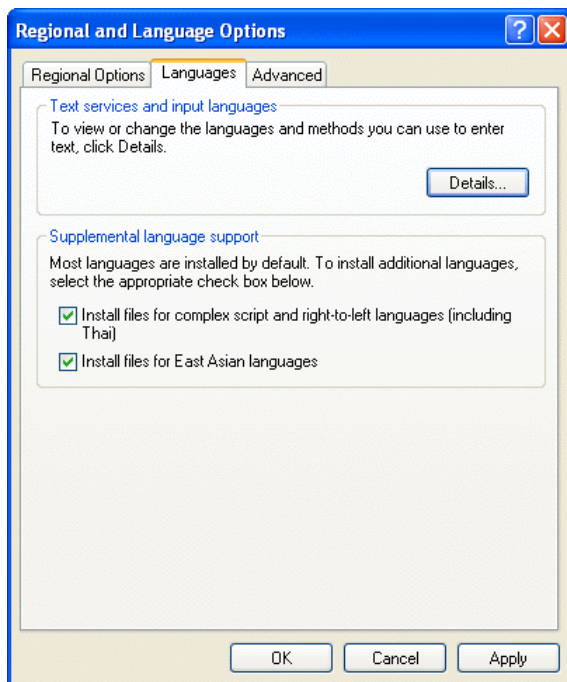 Regional and Language Options
Regional Options Languages Advanced
Text services and input languages
To view or change the languages and methods you can use to enter
text, click Details.
Details...
Supplemental language support
Most languages are installed by default. To install additional languages,
select the appropriate check box below.
Install files for complex script and right-to-left languages (including
Thai)
Install files for East Asian languages
OK Cancel Apply